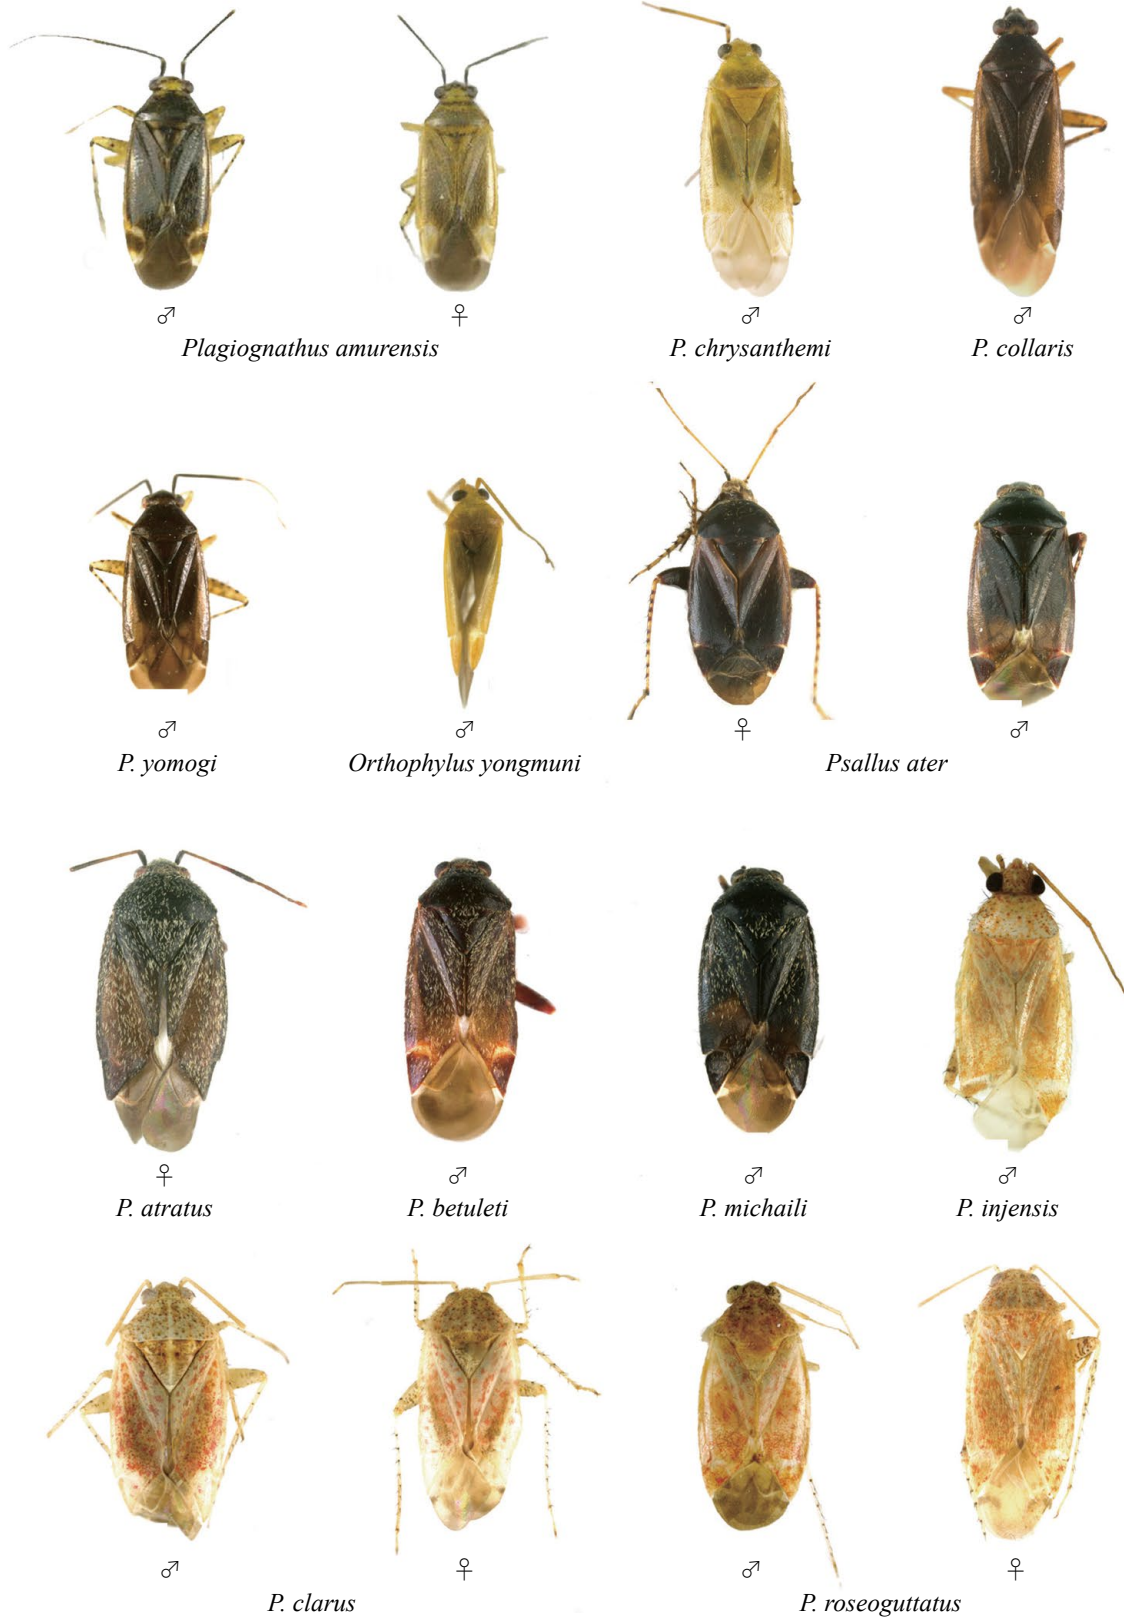 ♂ ♀ ♂ ♂
Plagiognathus amurensis P. chrysanthemi P. collaris
♂ ♂ ♀ ♂
P. yomogi Orthophylus yongmuni Psallus ater
♀ ♂ ♂ ♂
P. atratus P. betuleti P. michaili P. injensis
♂ ♀ ♂ ♀
P. clarus P. roseoguttatus